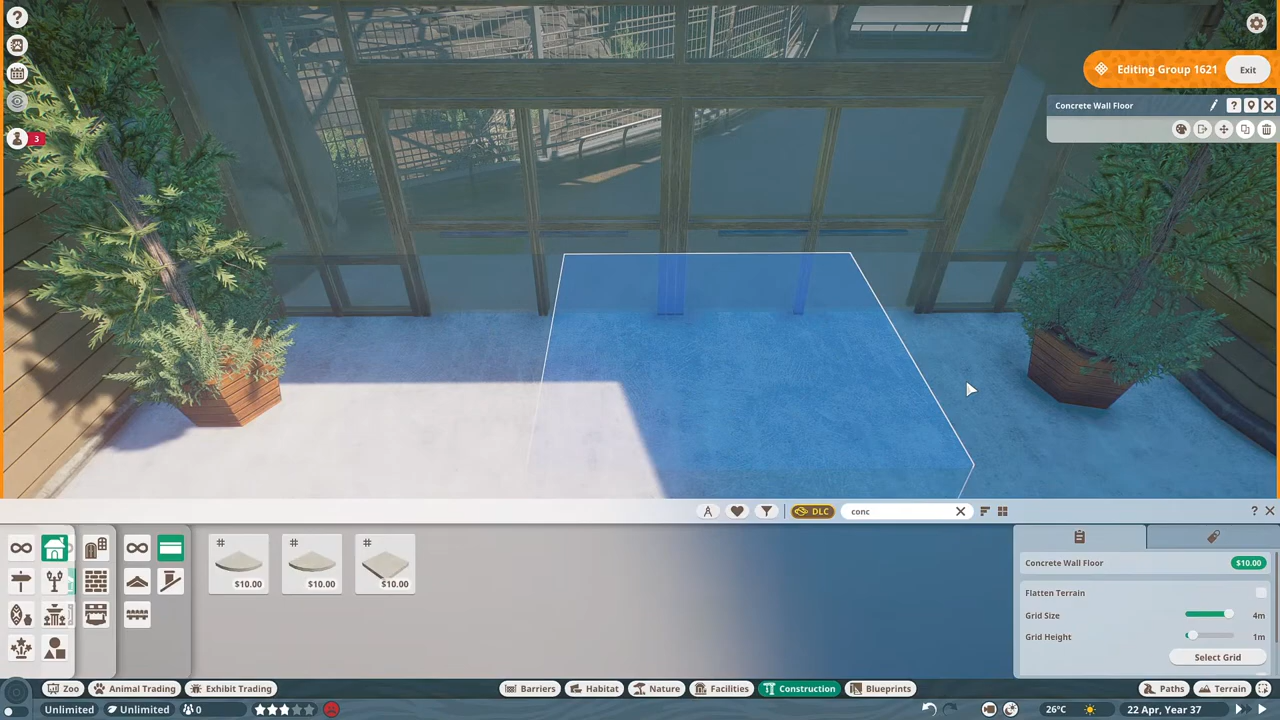 Editing Group 1621
Exit
Concrete Wall Floor
3
DLC
conc
$10.00
$10.00
$10.00
Concrete Wall Floor
$10.00
Flatten Terrain
Grid Size
4m
Grid Height
1m
Select Grid
Zoo
Animal Trading
Exhibit Trading
Barriers
Habitat
Nature
Facilities
Construction
Blueprints
Paths
Terrain
Unlimited
Unlimited
0
26°C
22 Apr, Year 37